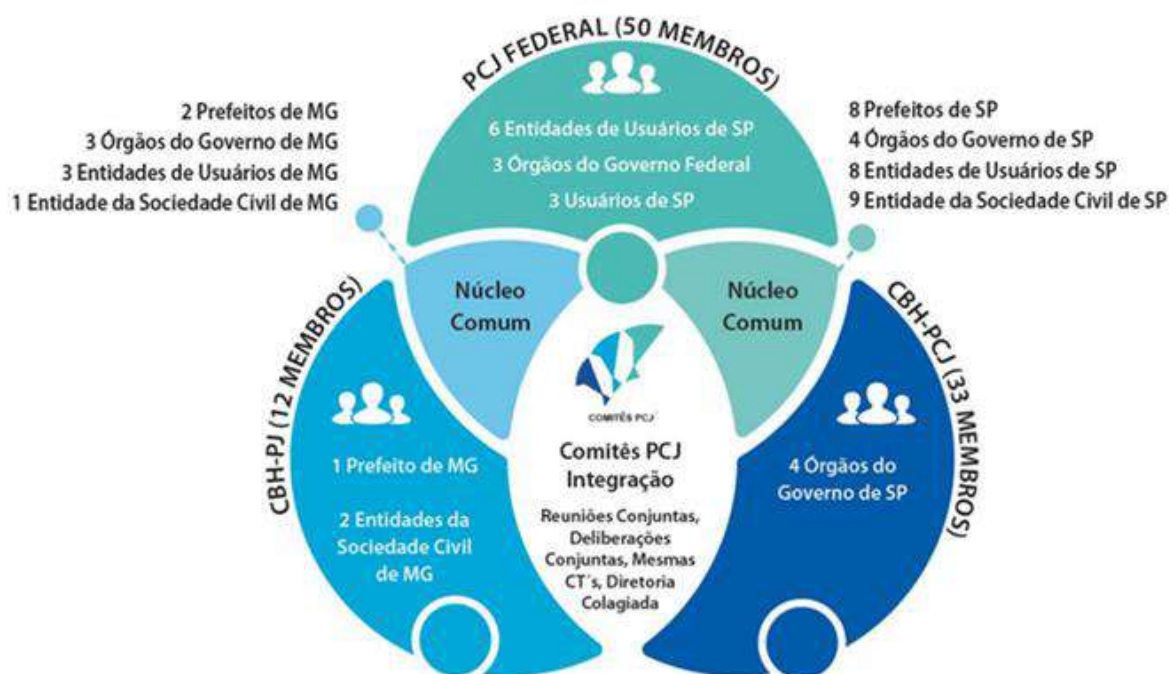 PCJ FEDERAL (50 MEMBROS)
2 Prefeitos de MG
3 Órgãos do Governo de MG
3 Entidades de Usuários de MG
1 Entidade da Sociedade Civil de MG
6 Entidades de Usuários de SP
3 Órgãos do Governo Federal
3 Usuários de SP
8 Prefeitos de SP
4 Órgãos do Governo de SP
8 Entidades de Usuários de SP
9 Entidade da Sociedade Civil de SP
Núcleo
Comum
Núcleo
Comum
CBH-PJ (12 MEMBROS)
1 Prefeito de MG
2 Entidades da
Sociedade Civil
de MG
COMITÊS PCJ
Comitês PCJ
Integração
Reuniões Conjuntas,
Deliberações
Conjuntas, Mesmas
CT´s, Diretoria
Colagiada
CBH-PCJ (33 MEMBROS)
4 Órgãos do
Governo de SP